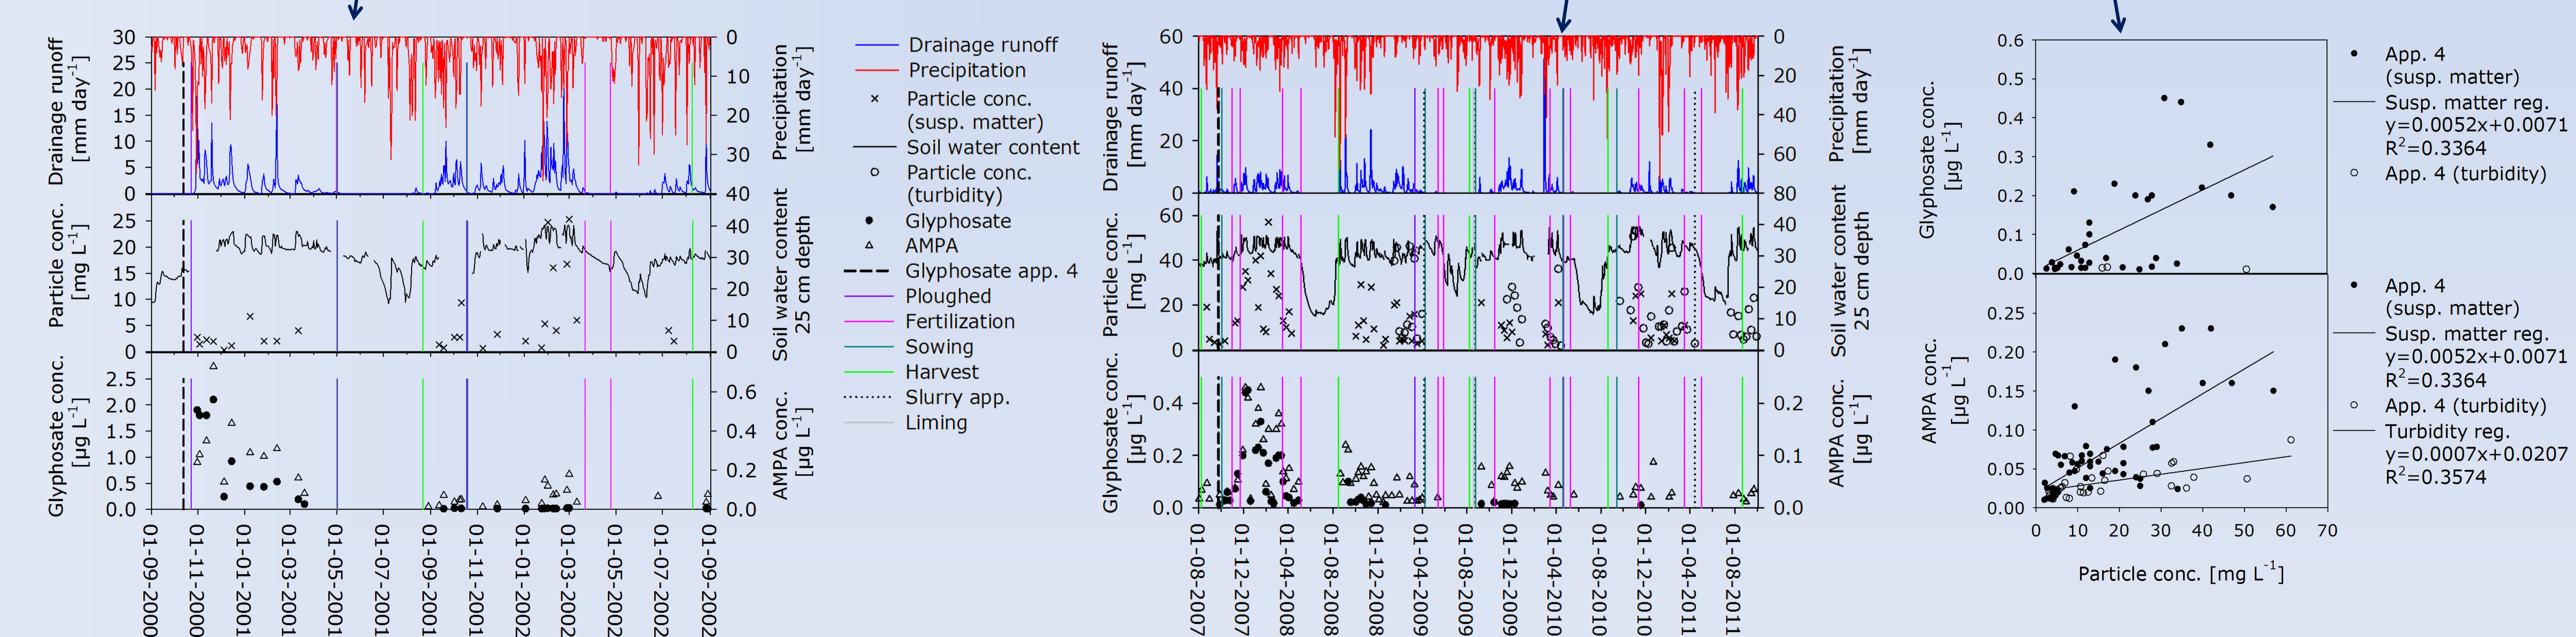 Drainage runoff
[mm day-1]
30
25
20
15
10
5
0
0
10
20
30
40
Precipitation
[mm day-1]
Particle conc.
[mg L-1]
25
20
15
10
5
0
40
30
20
10
0
Soil water content
25 cm depth
Glyphosate conc.
[µg L-1]
2.5
2.0
1.5
1.0
0.5
0.0
0.6
0.4
0.2
0.0
AMPA conc.
[µg L-1]
01-09-2000
01-11-2000
01-01-2001
01-03-2001
01-05-2001
01-07-2001
01-09-2001
01-11-2001
01-01-2002
01-03-2002
01-05-2002
01-07-2002
01-09-2002
Drainage runoff
Precipitation
Particle conc.
(susp. matter)
Soil water content
Particle conc.
(turbidity)
Glyphosate
AMPA
Glyphosate app. 4
Ploughed
Fertilization
Sowing
Harvest
Slurry app.
Liming
Drainage runoff
[mm day-1]
60
40
20
0
0
20
40
60
80
Precipitation
[mm day-1]
Particle conc.
[mg L-1]
60
40
20
0
40
30
20
10
0
Soil water content
25 cm depth
Glyphosate conc.
[µg L-1]
0.4
0.2
0.0
0.2
0.1
0.0
AMPA conc.
[µg L-1]
01-08-2007
01-12-2007
01-04-2008
01-08-2008
01-12-2008
01-04-2009
01-08-2009
01-12-2009
01-04-2010
01-08-2010
01-12-2010
01-04-2011
01-08-2011
Glyphosate conc.
[µg L-1]
0.6
0.5
0.4
0.3
0.2
0.1
0.0
App. 4
(susp. matter)
Susp. matter reg.
y=0.0052x+0.0071
R2=0.3364
App. 4 (turbidity)
AMPA conc.
[µg L-1]
0.25
0.20
0.15
0.10
0.05
0.00
0 10 20 30 40 50 60 70
Particle conc. [mg L-1]
App. 4
(susp. matter)
Susp. matter reg.
y=0.0052x+0.0071
R2=0.3364
App. 4 (turbidity)
Turbidity reg.
y=0.0007x+0.0207
R2=0.3574